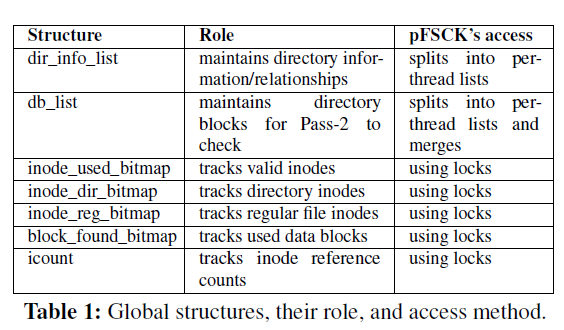 Structure Role pFSCK's access
dir_info_list maintains directory infor- splits into per-
mation/relationships thread lists
db_list maintains directory splits into per-
blocks for Pass-2 to thread lists and
check merges
inode_used_bitmap tracks valid inodes using locks
inode_dir_bitmap tracks directory inodes using locks
inode_reg_bitmap tracks regular file inodes using locks
block_found_bitmap tracks used data blocks using locks
icount tracks inode reference using locks
counts
Table 1: Global structures, their role, and access method.